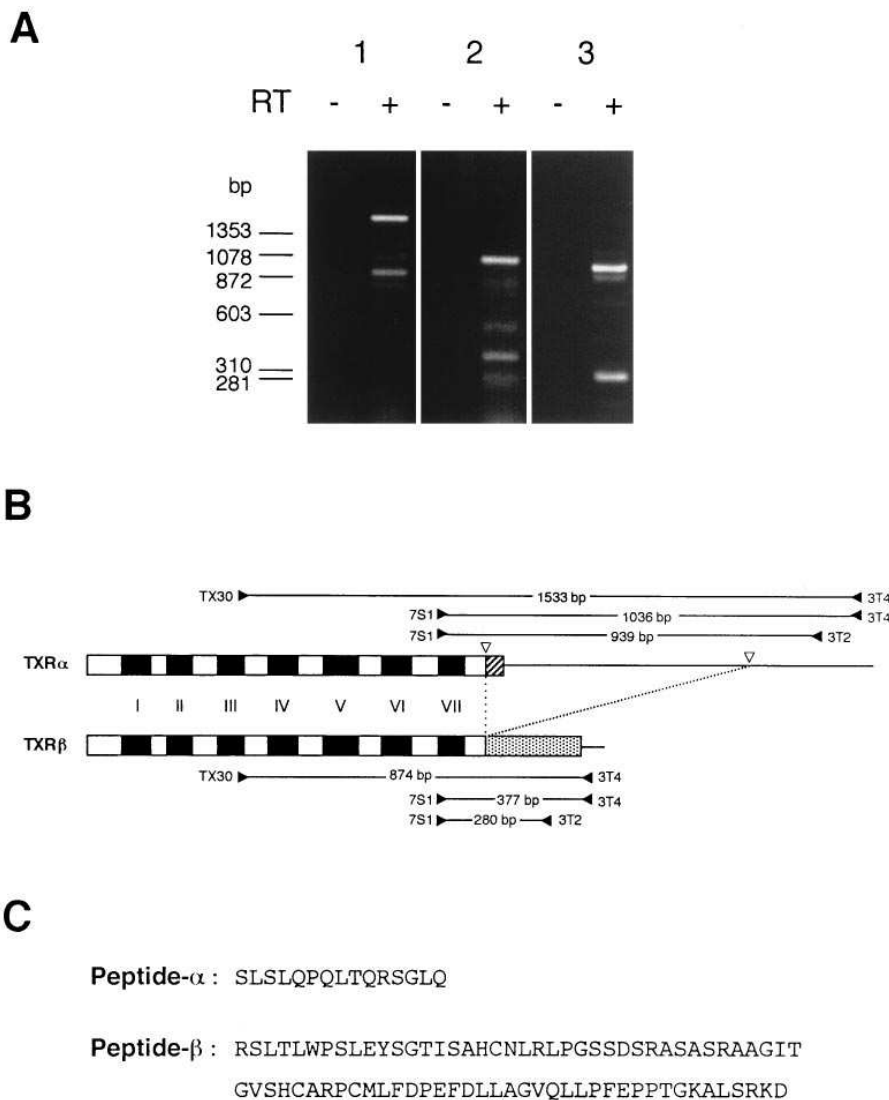 A
1 2 3
RT - + - + - +
bp
1353
1078
872
603
310
281
B
TX30 1533 bp 3T4
7S1 1036 bp 3T4
7S1 939 bp 3T2
TXRα
I II III IV V VI VII
TXRβ
TX30 874 bp 3T4
7S1 377 bp 3T4
7S1 280 bp 3T2
C
Peptide-α : SLSLQPQLTQRSGLQ
Peptide-β : RSLTLWPSLEYSGTISAHCNLRLPGSSDSRASASRAAGIT
GVSHCARPCMLFDPEFDLLAGVQLLPFEPPTGKALSRKD